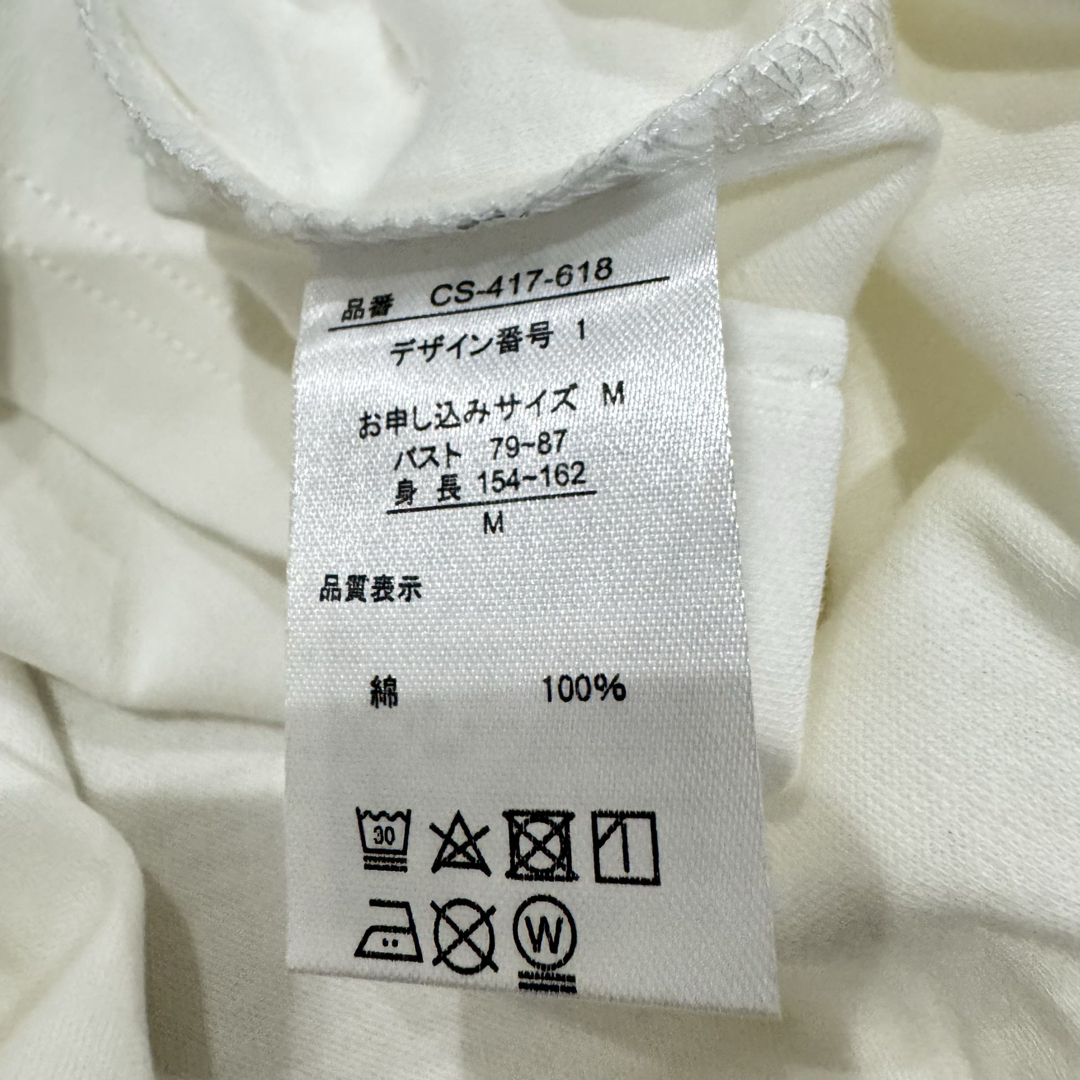 品番 CS-417-618
デザイン番号 1
お申し込みサイズ M
バスト 79~87
身長 154~162
M
品質表示
綿 100%
30
W